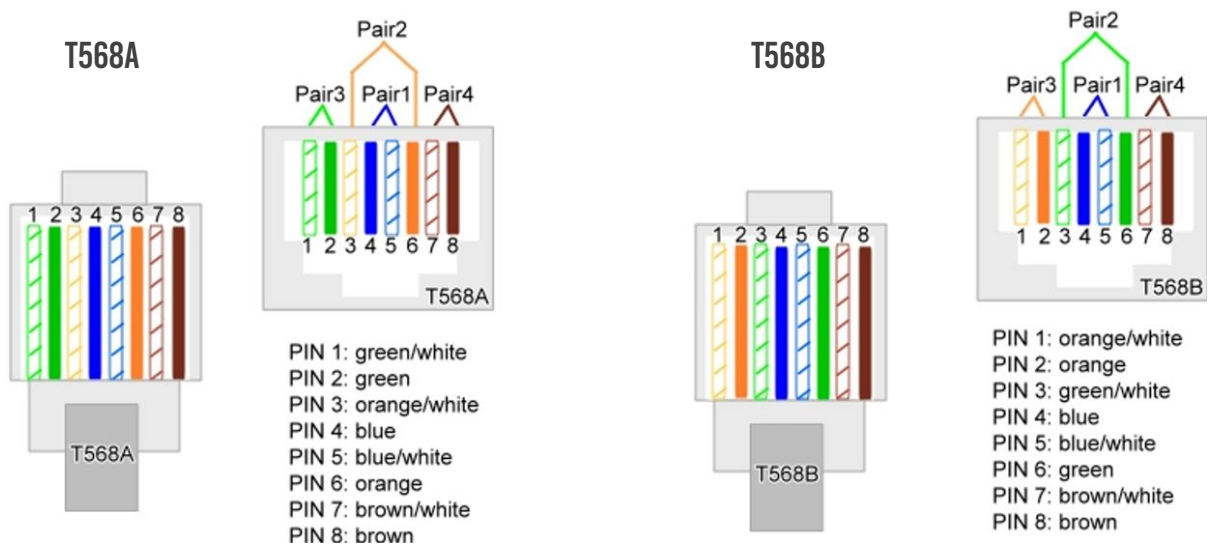 T568A
Pair2
Pair3 Pair1 Pair4
1 2 3 4 5 6 7 8
1 2 3 4 5 6 7 8
T568A
T568A
PIN 1: green/white
PIN 2: green
PIN 3: orange/white
PIN 4: blue
PIN 5: blue/white
PIN 6: orange
PIN 7: brown/white
PIN 8: brown
T568B
Pair2
Pair3 Pair1 Pair4
1 2 3 4 5 6 7 8
1 2 3 4 5 6 7 8
T568B
T568B
PIN 1: orange/white
PIN 2: orange
PIN 3: green/white
PIN 4: blue
PIN 5: blue/white
PIN 6: green
PIN 7: brown/white
PIN 8: brown